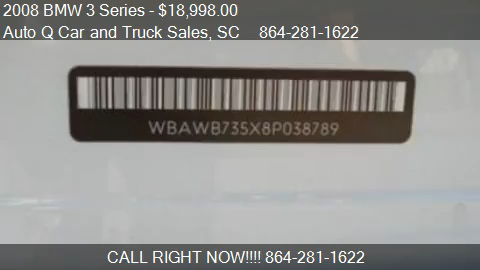 2008 BMW 3 Series - $18,998.00
Auto Q Car and Truck Sales, SC 864-281-1622
WBAWB735X8P038789
CALL RIGHT NOW!!!! 864-281-1622